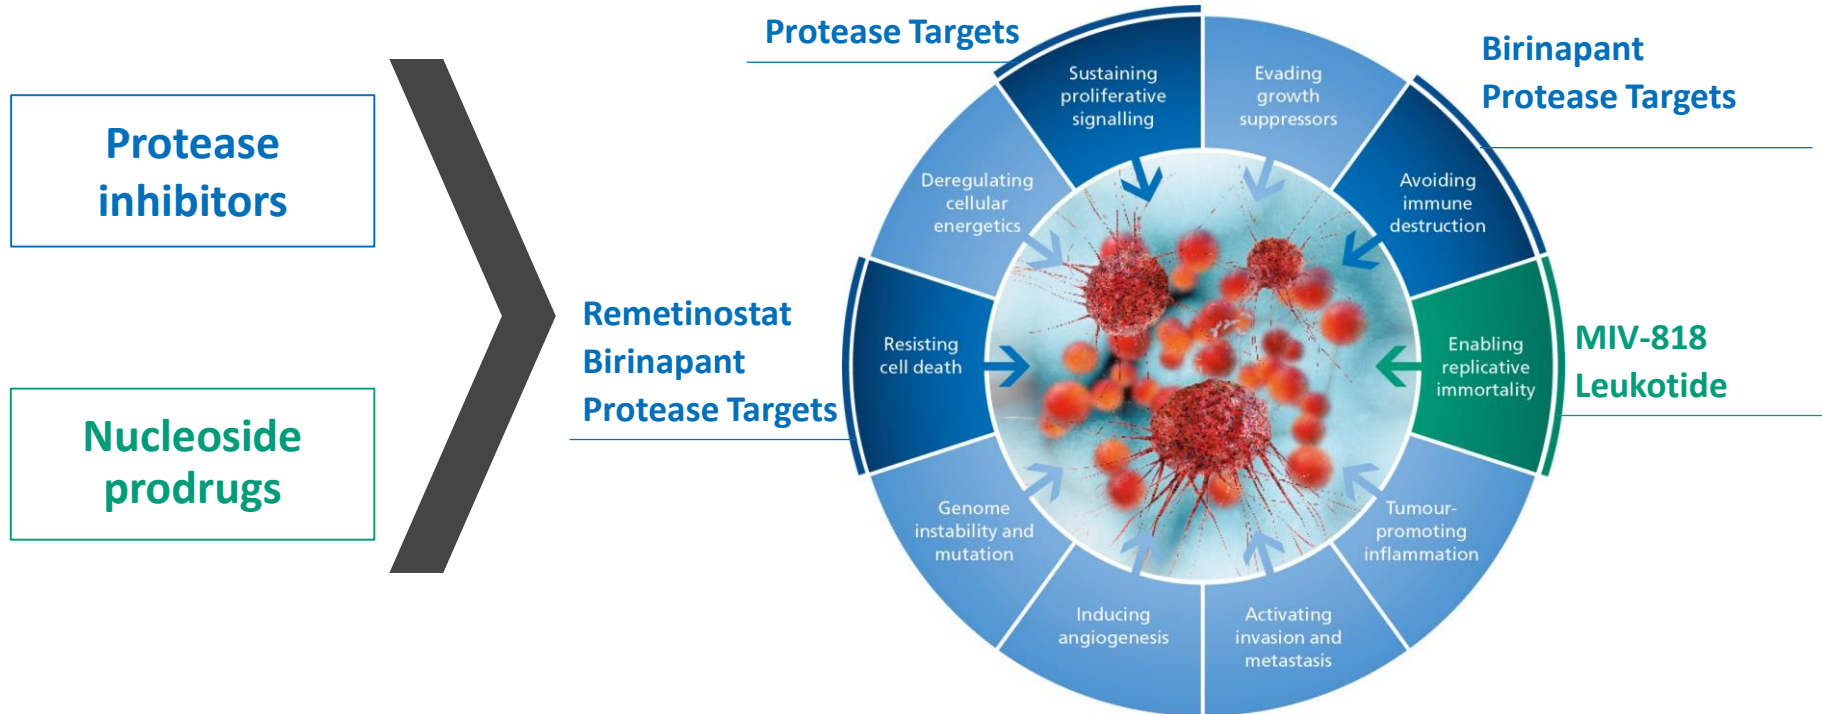 Protease
inhibitors
Nucleoside
prodrugs
Protease Targets
Birinapant
Protease Targets
Remetinostat
Birinapant
Protease Targets
MIV-818
Leukotide
Sustaining
proliferative
signalling
Evading
growth
suppressors
Avoiding
immune
destruction
Enabling
replicative
immortality
Tumour-
promoting
inflammation
Activating
invasion and
metastasis
Inducing
angiogenesis
Genome
instability and
mutation
Resisting
cell death
Deregulating
cellular
energetics